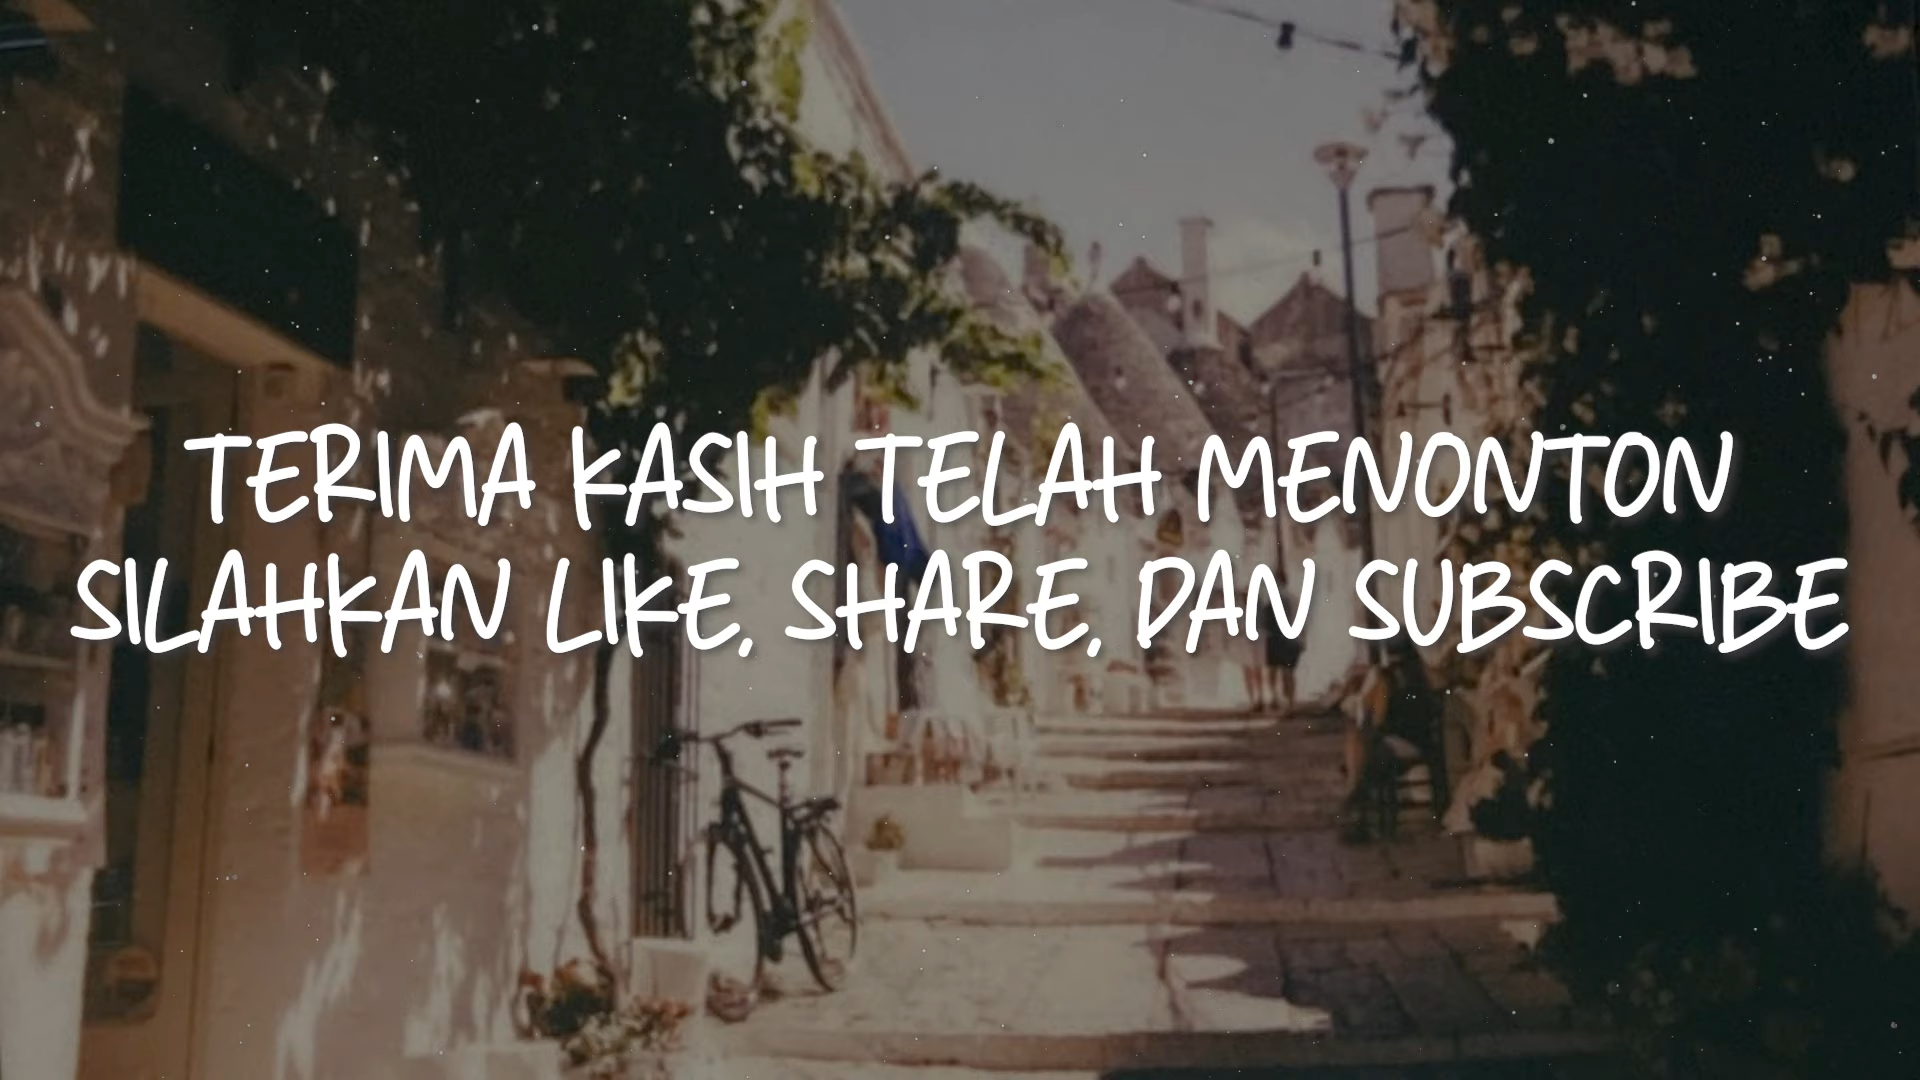 TERIMA KASIH TELAH MENONTON
SILAHKAN LIKE, SHARE, DAN SUBSCRIBE